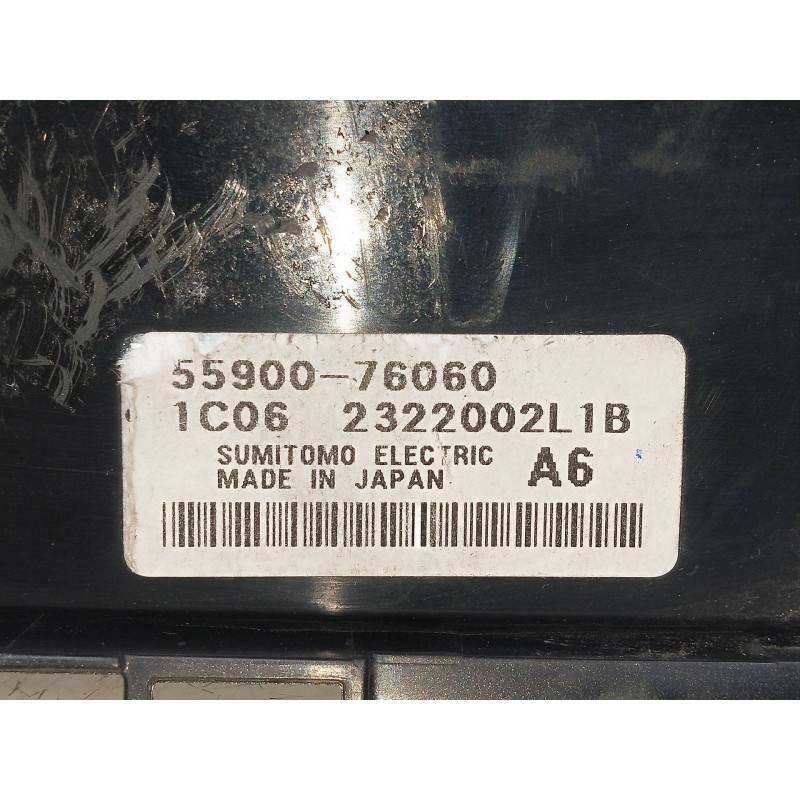 55900-76060
1C06 2322002L1B
SUMITOMO ELECTRIC
MADE IN JAPAN A6